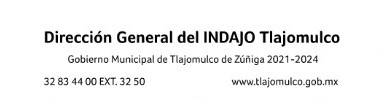 Dirección General del INDAJO Tlajomulco
Gobierno Municipal de Tlajomulco de Zúñiga 2021-2024
32 83 44 00 EXT. 32 50 www.tlajomulco.gob.mx